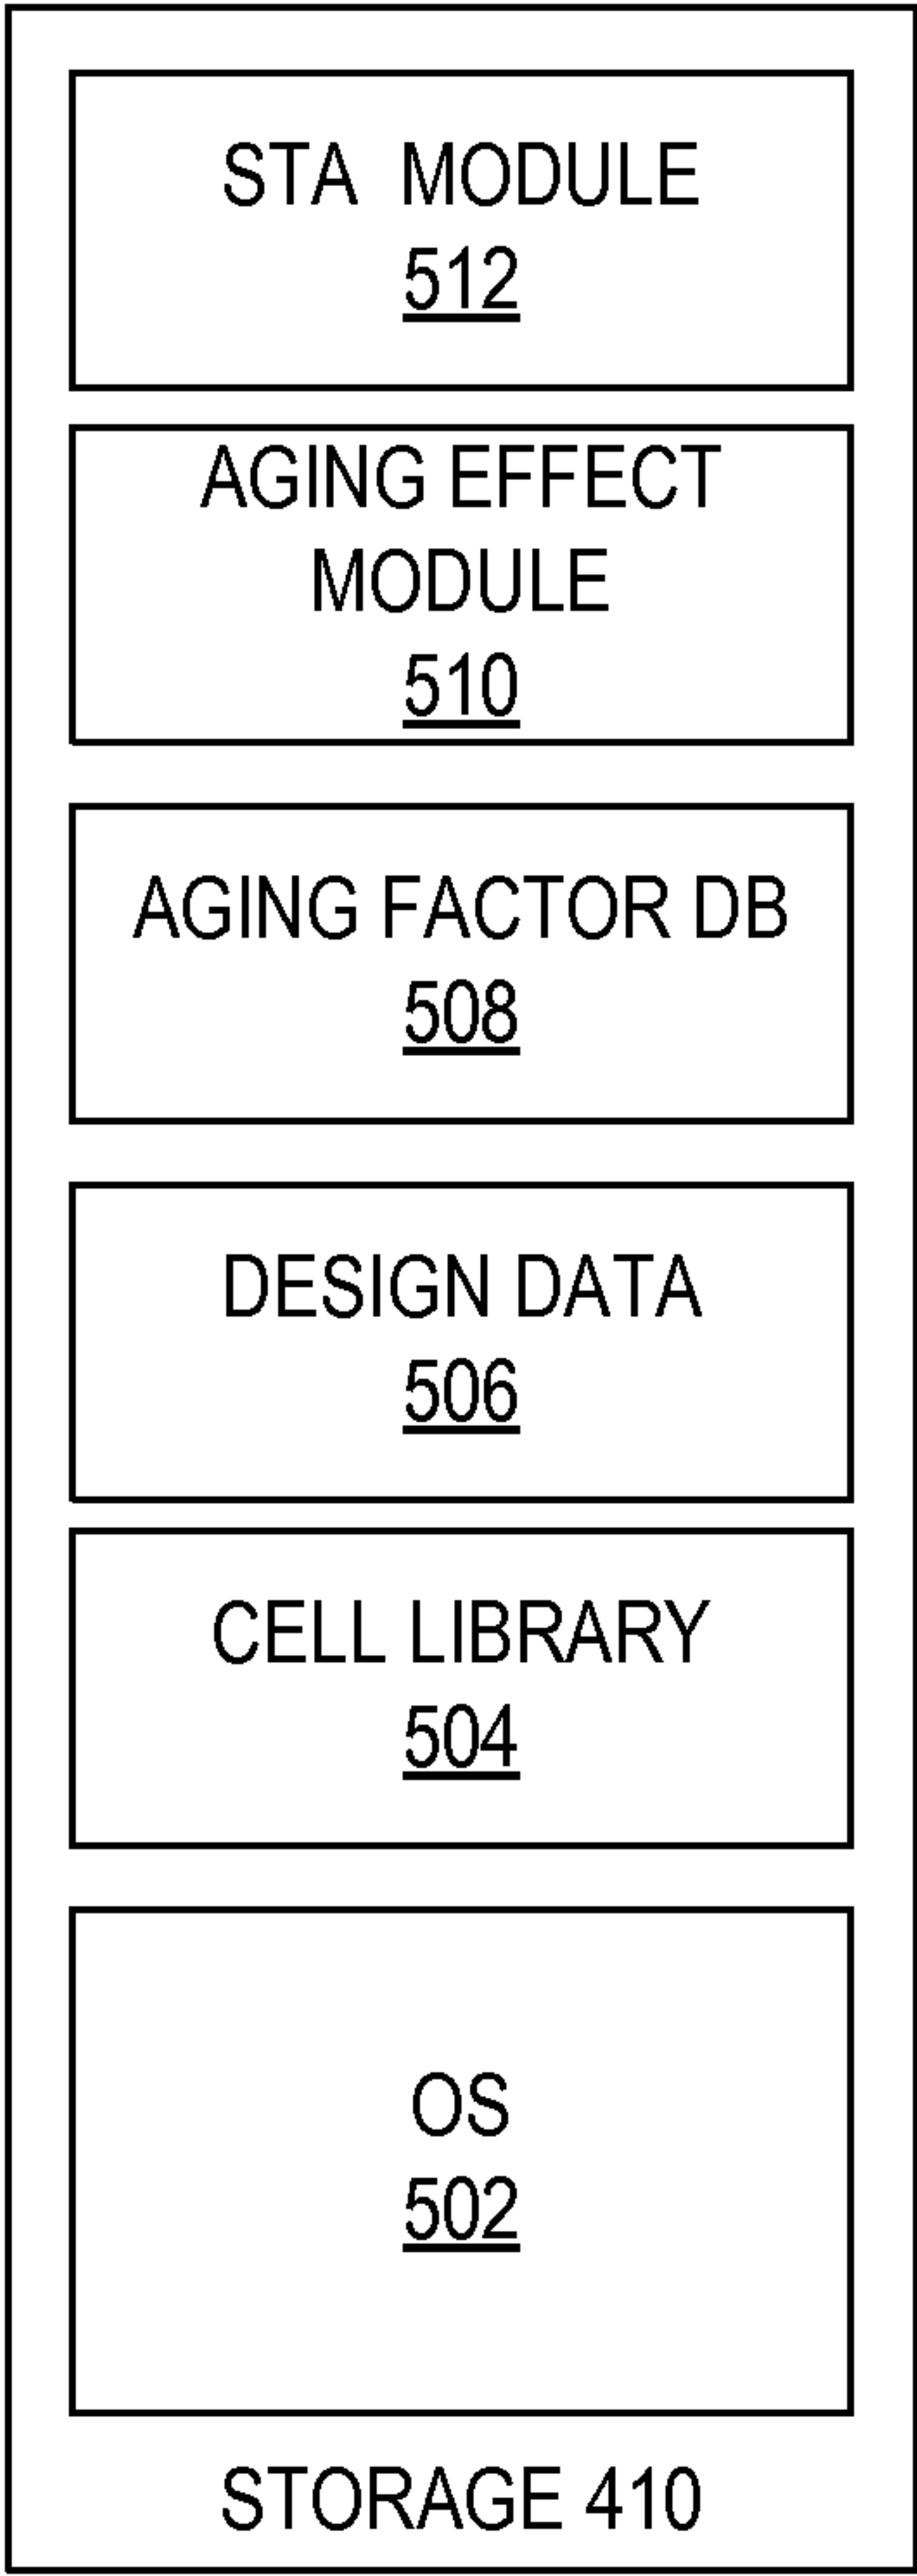 STA MODULE
512
AGING EFFECT
MODULE
510
AGING FACTOR DB
508
DESIGN DATA
506
CELL LIBRARY
504
OS
502
STORAGE 410